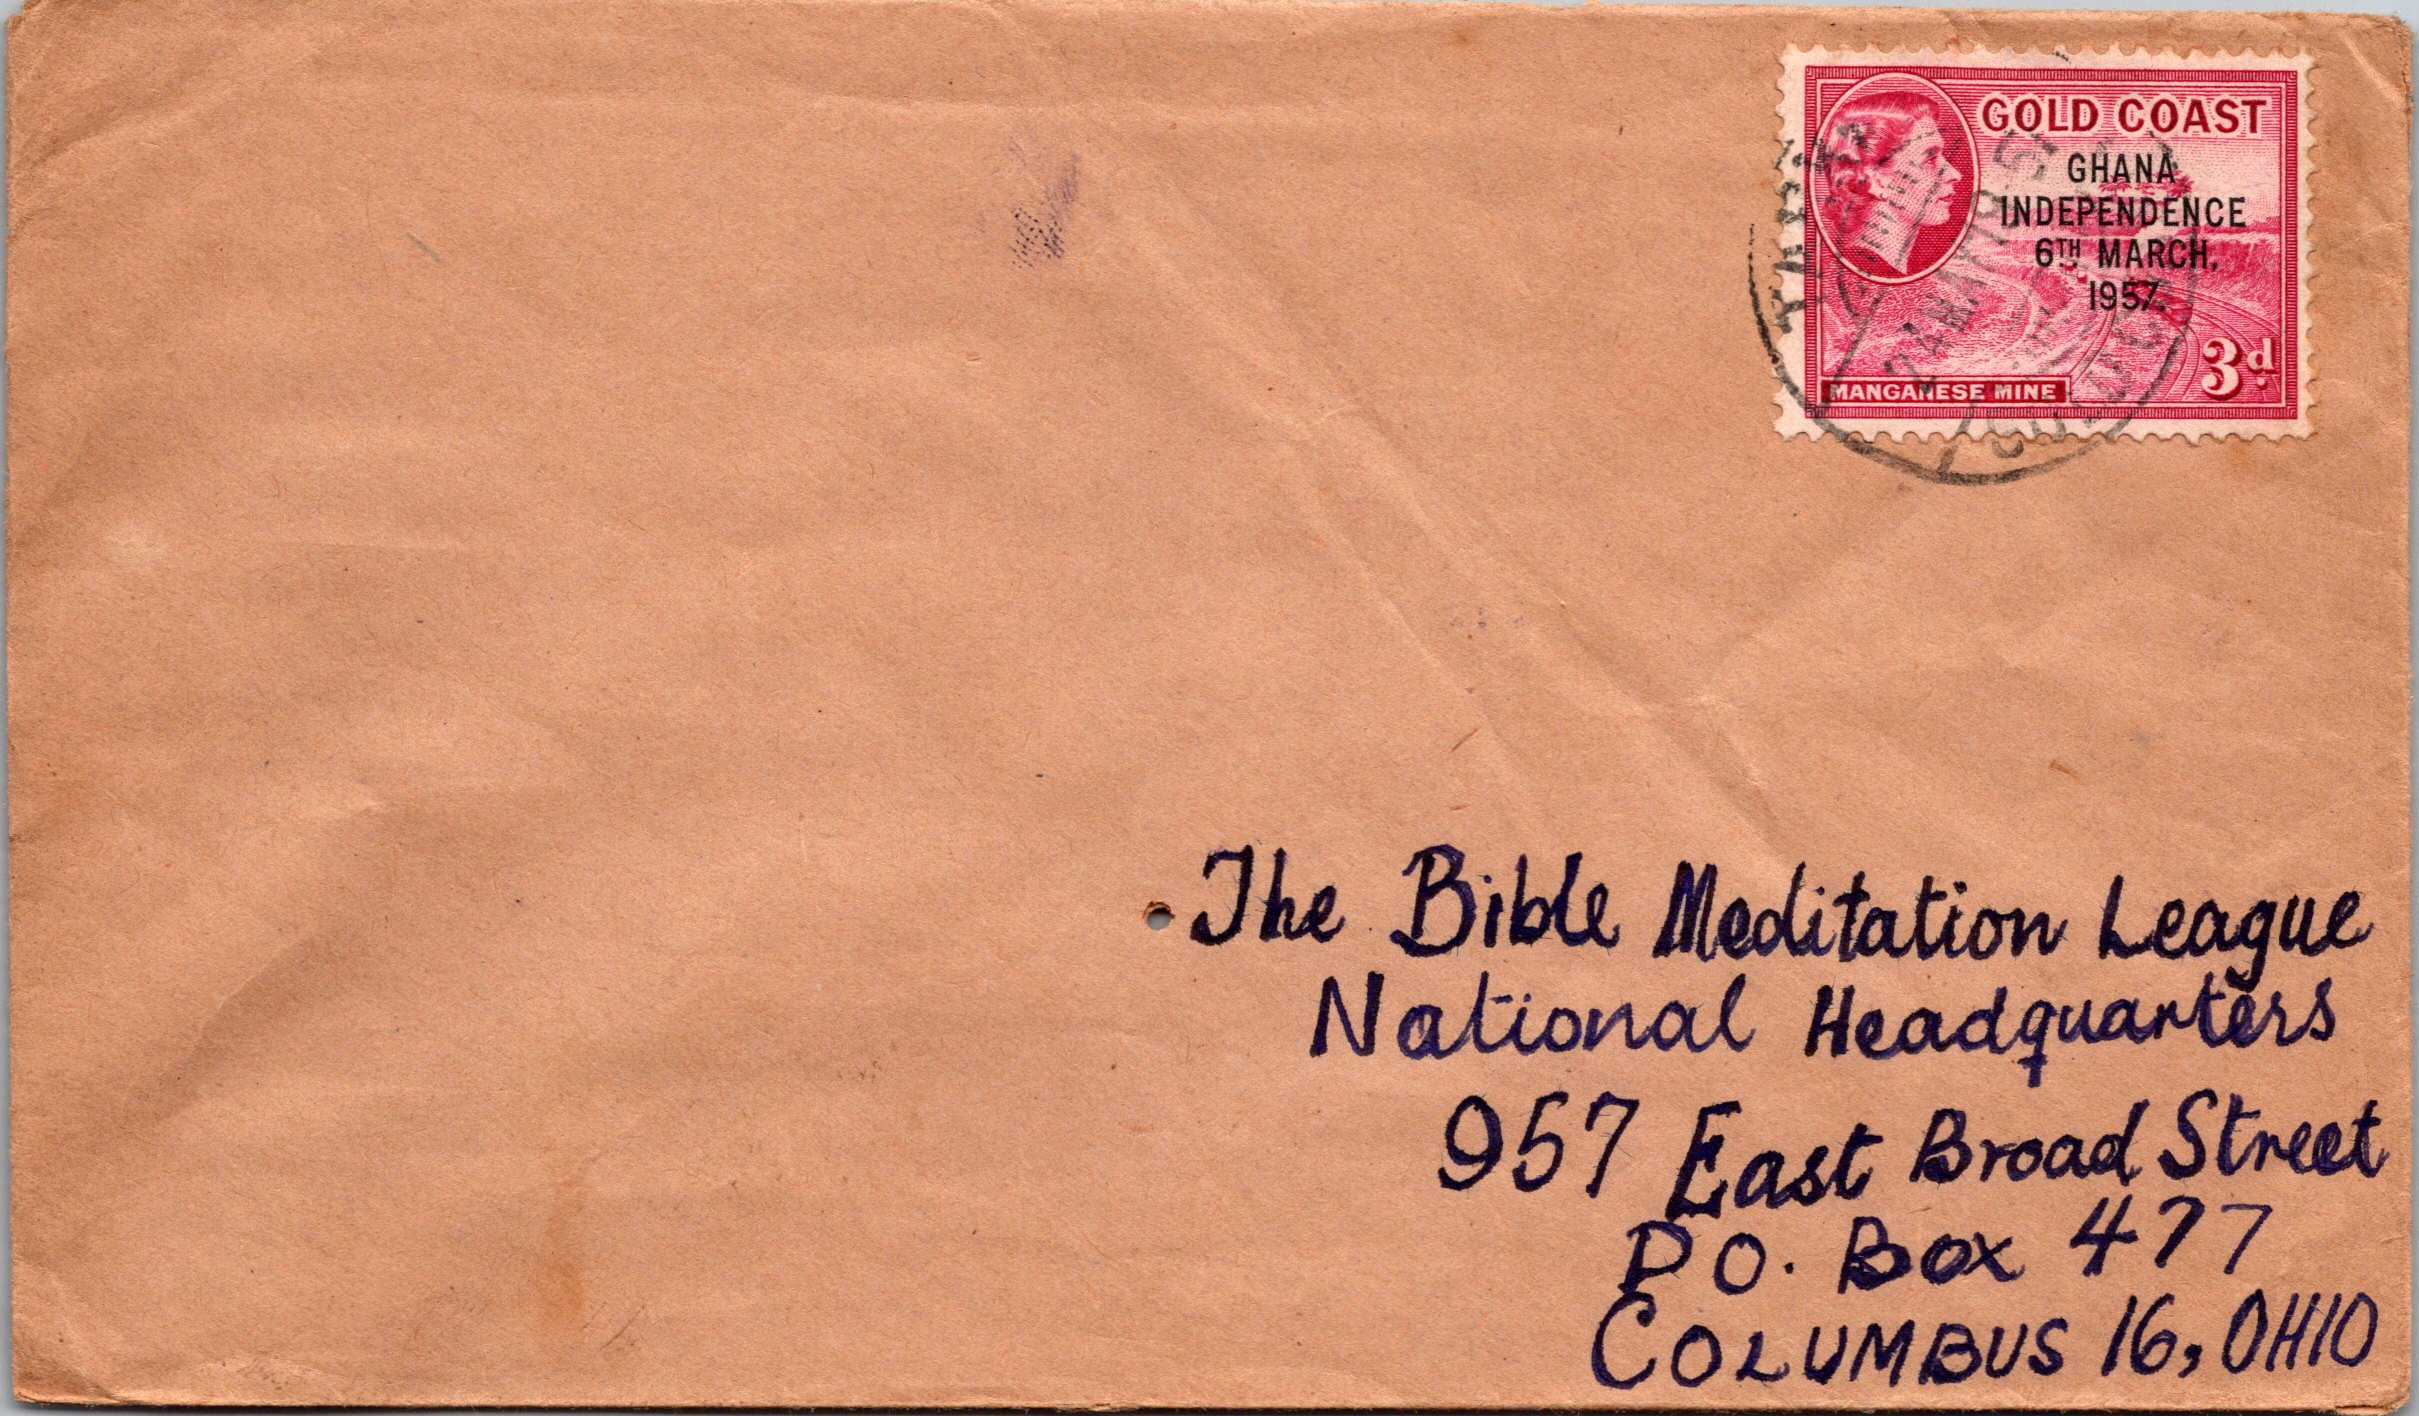 GOLD COAST
GHANA
INDEPENDENCE
6TH MARCH,
1957.
3d
MANGANESE MINE
The Bible Meditation League
National Headquarters
957 East Broad Street
P O. Box 477
COLUMBUS 16, OHIO